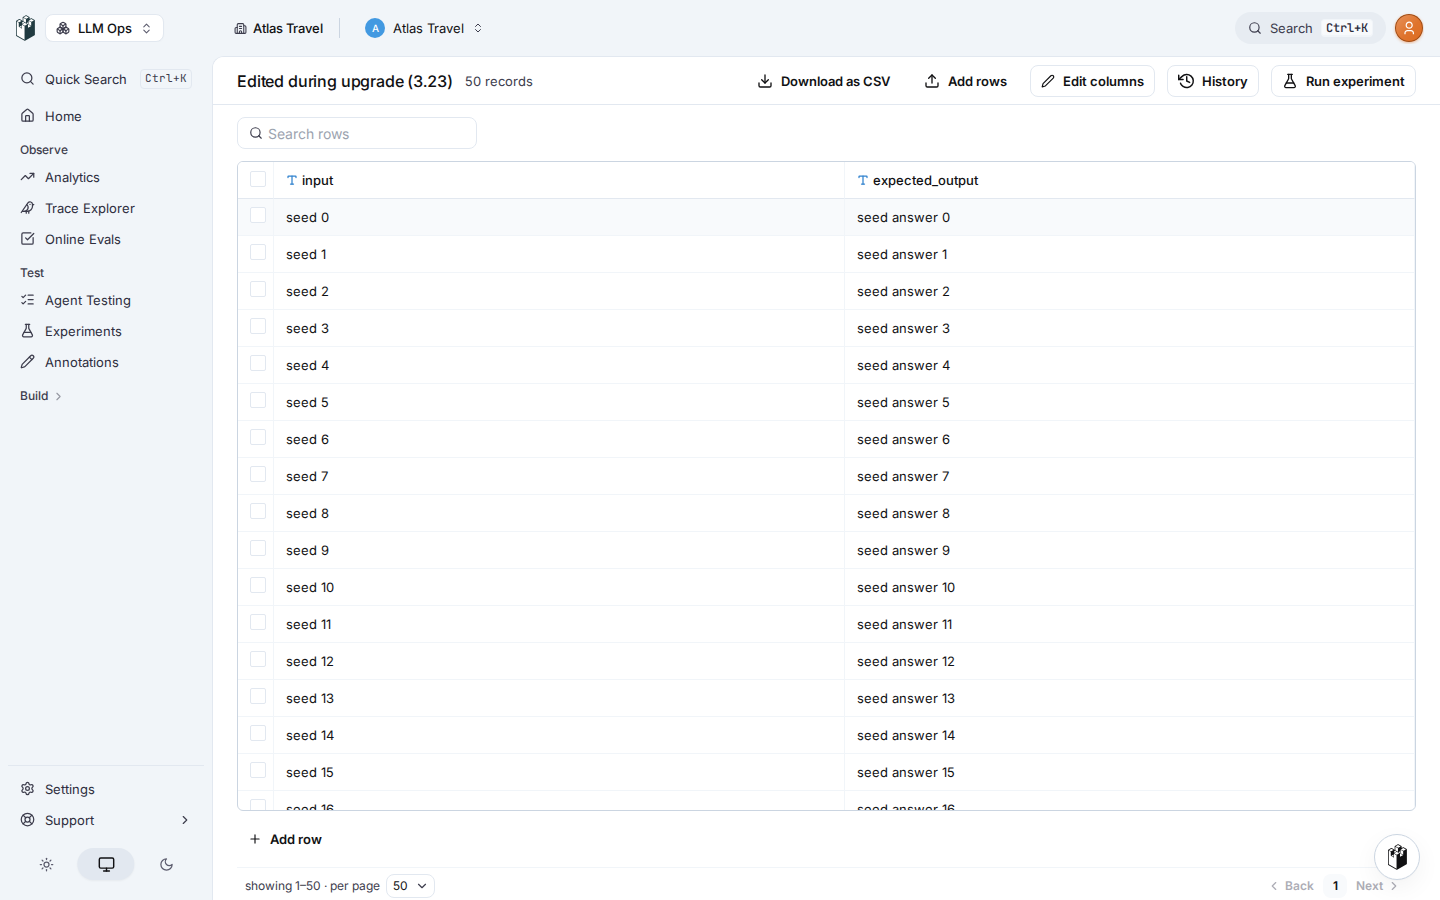 LLM Ops
Atlas Travel
A Atlas Travel
Search Ctrl+K
Quick Search Ctrl+K
Home
Observe
Analytics
Trace Explorer
Online Evals
Test
Agent Testing
Experiments
Annotations
Build
Settings
Support
Edited during upgrade (3.23) 50 records
Download as CSV
Add rows
Edit columns
History
Run experiment
Search rows
input expected_output
seed 0 seed answer 0
seed 1 seed answer 1
seed 2 seed answer 2
seed 3 seed answer 3
seed 4 seed answer 4
seed 5 seed answer 5
seed 6 seed answer 6
seed 7 seed answer 7
seed 8 seed answer 8
seed 9 seed answer 9
seed 10 seed answer 10
seed 11 seed answer 11
seed 12 seed answer 12
seed 13 seed answer 13
seed 14 seed answer 14
seed 15 seed answer 15
seed 16 seed answer 16
Add row
showing 1–50 · per page 50
Back 1 Next